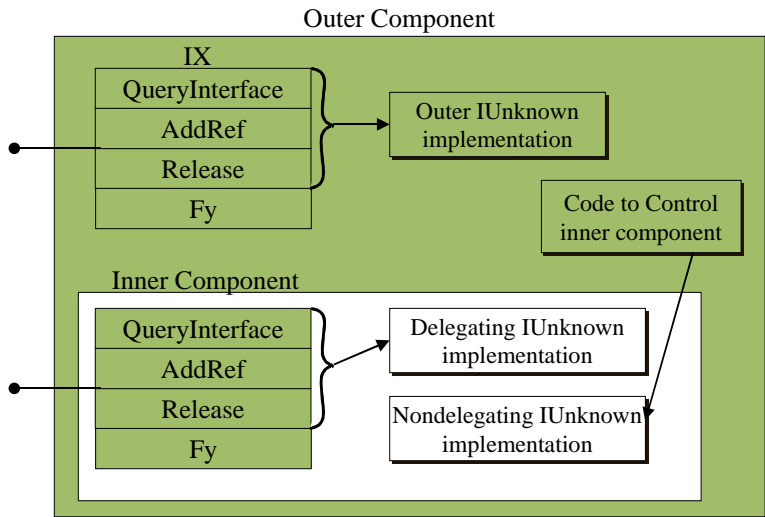 Outer Component
IX
QueryInterface
AddRef
Release
Fy
Outer IUnknown
implementation
Code to Control
inner component
Inner Component
QueryInterface
AddRef
Release
Fy
Delegating IUnknown
implementation
Nondelegating IUnknown
implementation